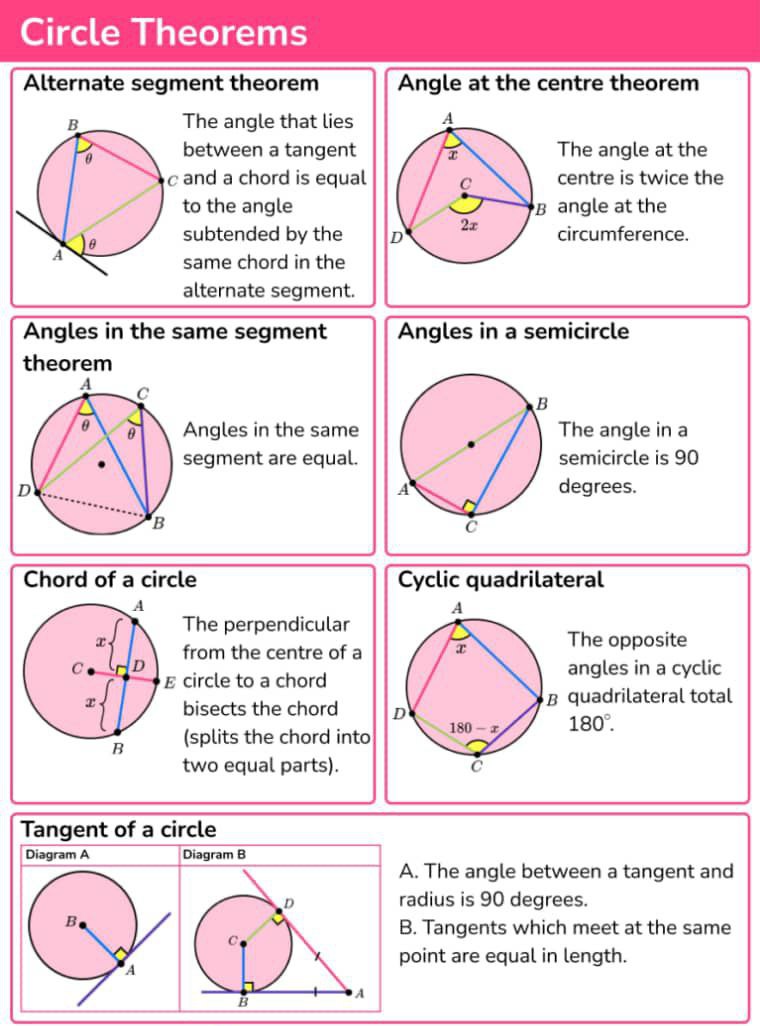 Circle Theorems
Alternate segment theorem
B
θ
C
θ
A
The angle that lies
between a tangent
and a chord is equal
to the angle
subtended by the
same chord in the
alternate segment.
Angle at the centre theorem
A
x
C
B
2x
D
The angle at the
centre is twice the
angle at the
circumference.
Angles in the same segment
theorem
A
C
θ
θ
D
B
Angles in the same
segment are equal.
Angles in a semicircle
B
A
C
The angle in a
semicircle is 90
degrees.
Chord of a circle
A
x
C
D
E
x
B
The perpendicular
from the centre of a
circle to a chord
bisects the chord
(splits the chord into
two equal parts).
Cyclic quadrilateral
A
x
B
D
180 − x
C
The opposite
angles in a cyclic
quadrilateral total
180°.
Tangent of a circle
Diagram A
B
A
Diagram B
D
C
B
A
A. The angle between a tangent and
radius is 90 degrees.
B. Tangents which meet at the same
point are equal in length.